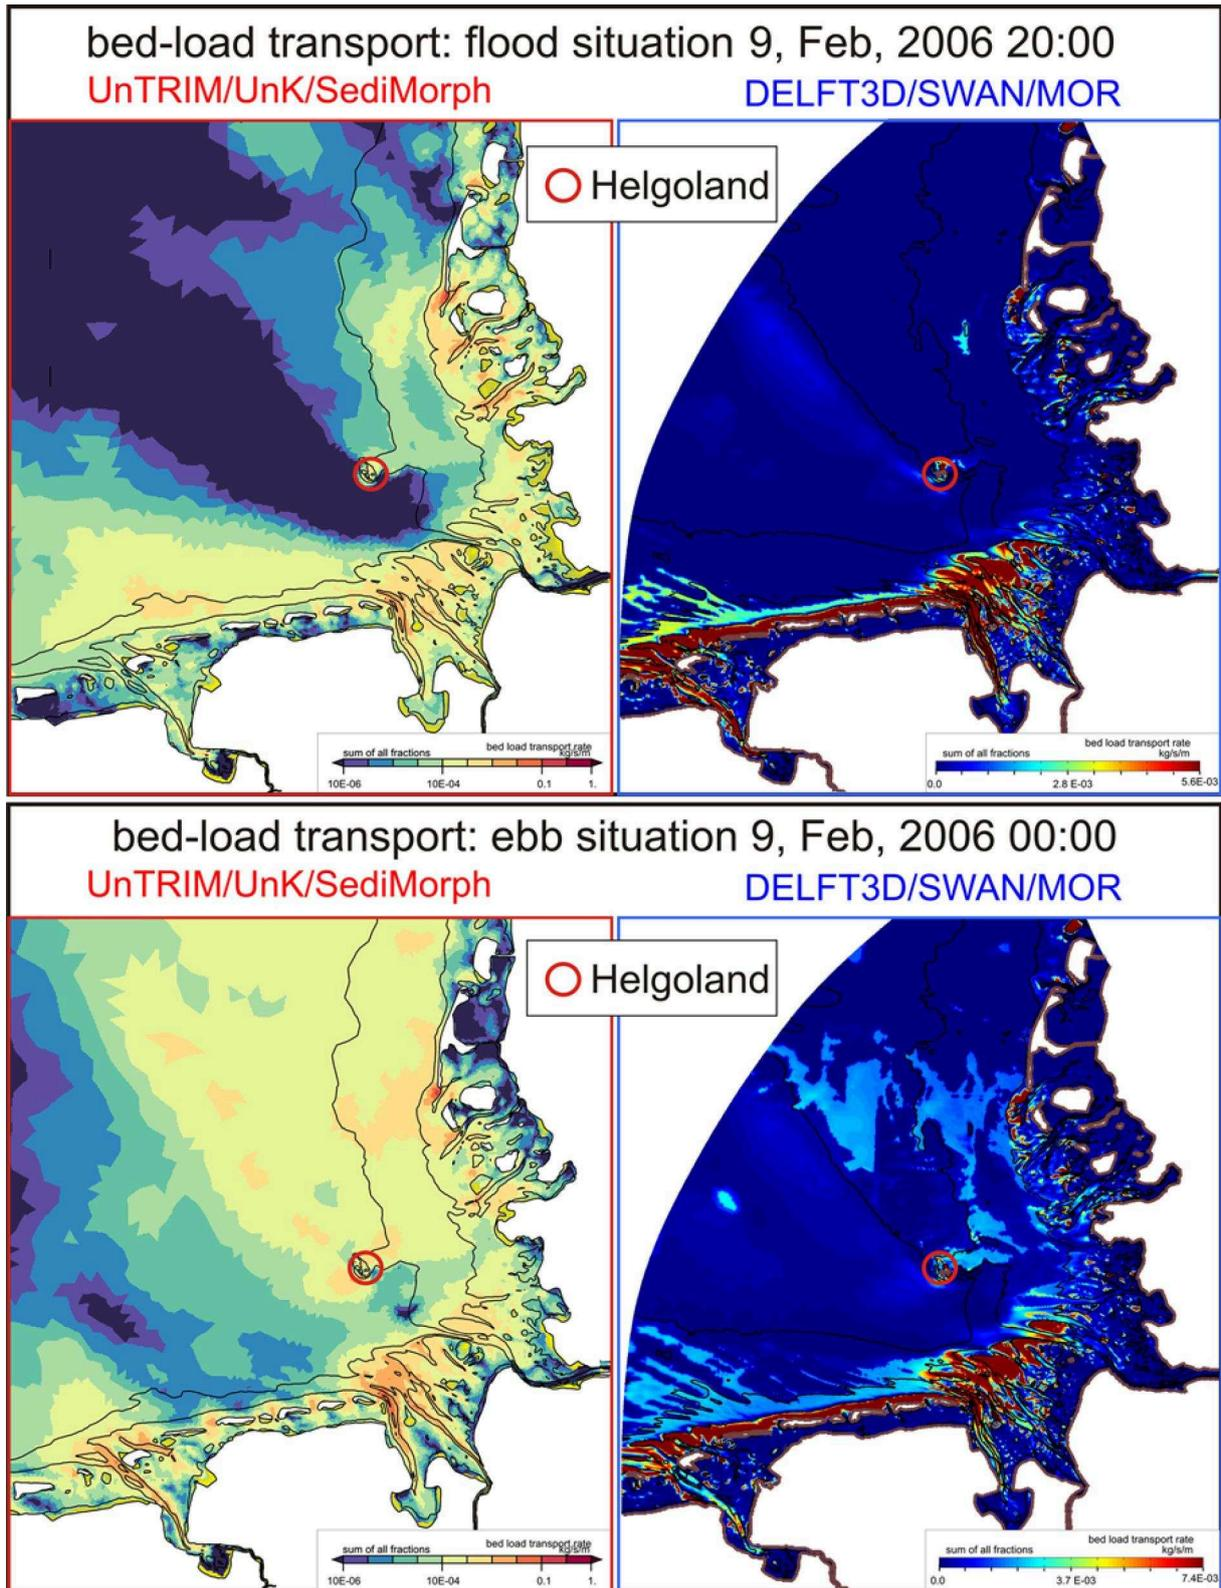 bed-load transport: flood situation 9, Feb, 2006 20:00
UnTRIM/UnK/SediMorph
DELFT3D/SWAN/MOR
Helgoland
sum of all fractions
bed load transport rate
kg/s/m
10E-06
10E-04
0.1
1.
sum of all fractions
bed load transport rate
kg/s/m
0.0
2.8 E-03
5.6E-03
bed-load transport: ebb situation 9, Feb, 2006 00:00
UnTRIM/UnK/SediMorph
DELFT3D/SWAN/MOR
Helgoland
sum of all fractions
bed load transport rate
kg/s/m
10E-06
10E-04
0.1
1.
sum of all fractions
bed load transport rate
kg/s/m
0.0
3.7 E-03
7.4E-03